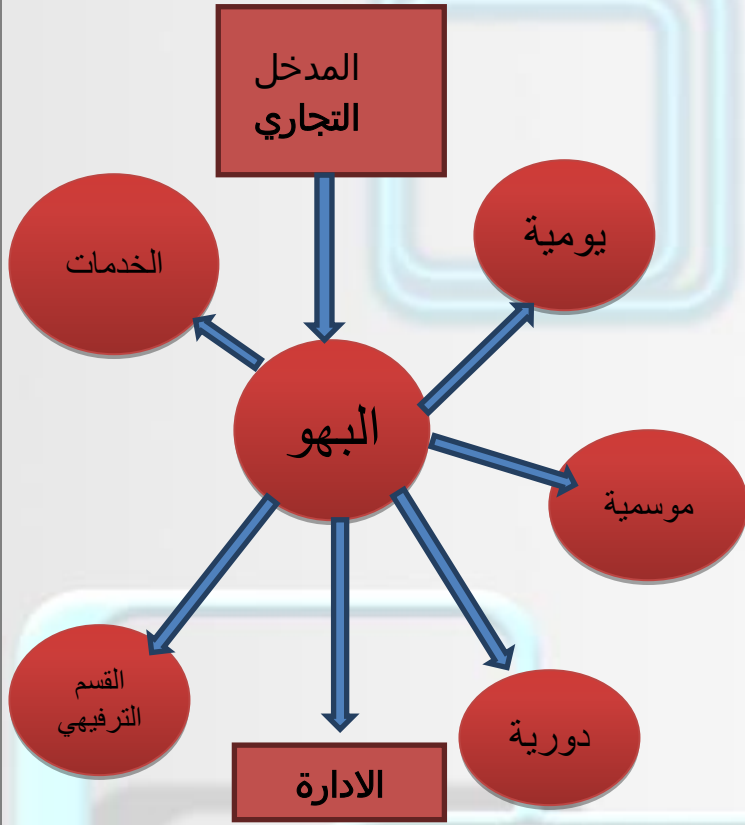 المدخل
التجاري
يومية
الخدمات
البهو
موسمية
القسم
الترفيهي
دورية
الادارة